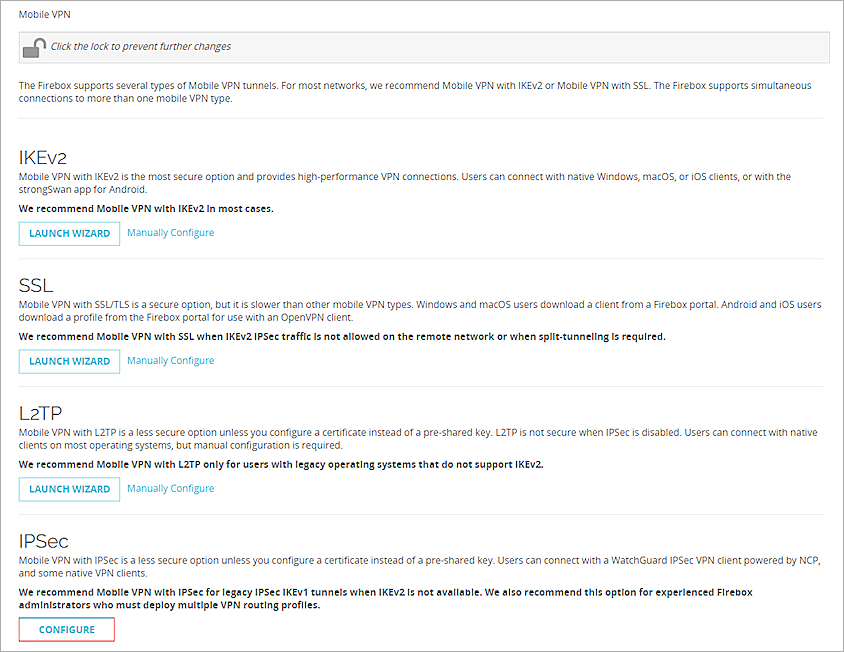 Mobile VPN
Click the lock to prevent further changes
The Firebox supports several types of Mobile VPN tunnels. For most networks, we recommend Mobile VPN with IKEv2 or Mobile VPN with SSL. The Firebox supports simultaneous
connections to more than one mobile VPN type.
IKEv2
Mobile VPN with IKEv2 is the most secure option and provides high-performance VPN connections. Users can connect with native Windows, macOS, or iOS clients, or with the
strongSwan app for Android.
We recommend Mobile VPN with IKEv2 in most cases.
LAUNCH WIZARD Manually Configure
SSL
Mobile VPN with SSL/TLS is a secure option, but it is slower than other mobile VPN types. Windows and macOS users download a client from a Firebox portal. Android and iOS users
download a profile from the Firebox portal for use with an OpenVPN client.
We recommend Mobile VPN with SSL when IKEv2 IPSec traffic is not allowed on the remote network or when split-tunneling is required.
LAUNCH WIZARD Manually Configure
L2TP
Mobile VPN with L2TP is a less secure option unless you configure a certificate instead of a pre-shared key. L2TP is not secure when IPSec is disabled. Users can connect with native
clients on most operating systems, but manual configuration is required.
We recommend Mobile VPN with L2TP only for users with legacy operating systems that do not support IKEv2.
LAUNCH WIZARD Manually Configure
IPSec
Mobile VPN with IPSec is a less secure option unless you configure a certificate instead of a pre-shared key. Users can connect with a WatchGuard IPSec VPN client powered by NCP,
and some native VPN clients.
We recommend Mobile VPN with IPSec for legacy IPSec IKEv1 tunnels when IKEv2 is not available. We also recommend this option for experienced Firebox
administrators who must deploy multiple VPN routing profiles.
CONFIGURE